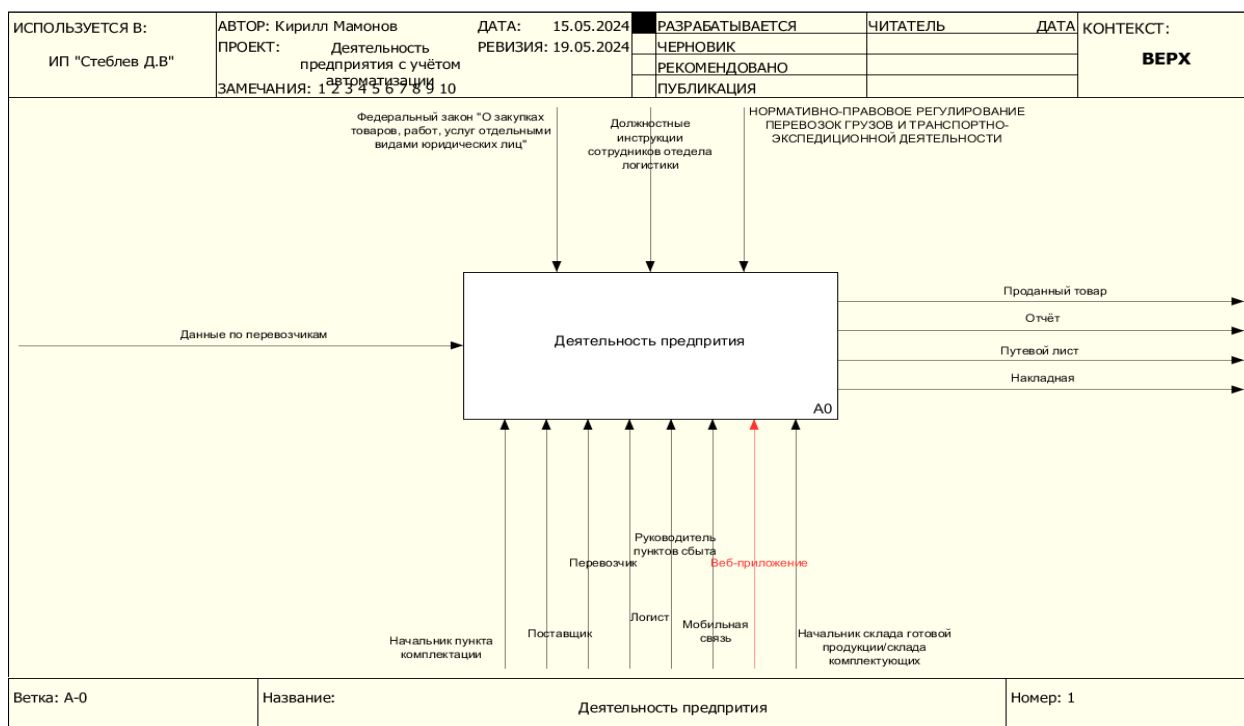 ИСПОЛЬЗУЕТСЯ В:
ИП "Стеблев Д.В"
АВТОР: Кирилл Мамонов
ДАТА: 15.05.2024
ПРОЕКТ: Деятельность
предприятия с учётом
автоматизации
РЕВИЗИЯ: 19.05.2024
ЗАМЕЧАНИЯ: 1 2 3 4 5 6 7 8 9 10
РАЗРАБАТЫВАЕТСЯ
ЧЕРНОВИК
РЕКОМЕНДОВАНО
ПУБЛИКАЦИЯ
ЧИТАТЕЛЬ
ДАТА
КОНТЕКСТ:
ВЕРХ
Федеральный закон "О закупках
товаров, работ, услуг отдельными
видами юридических лиц"
Должностные
инструкции
сотрудников отедела
логистики
НОРМАТИВНО-ПРАВОВОЕ РЕГУЛИРОВАНИЕ
ПЕРЕВОЗОК ГРУЗОВ И ТРАНСПОРТНО-
ЭКСПЕДИЦИОННОЙ ДЕЯТЕЛЬНОСТИ
Данные по перевозчикам
Деятельность предпрития
A0
Проданный товар
Отчёт
Путевой лист
Накладная
Начальник пункта
комплектации
Поставщик
Перевозчик
Логист
Руководитель
пунктов сбыта
Мобильная
связь
Веб-приложение
Начальник склада готовой
продукции/склада
комплектующих
Ветка: A-0
Название:
Деятельность предпрития
Номер: 1